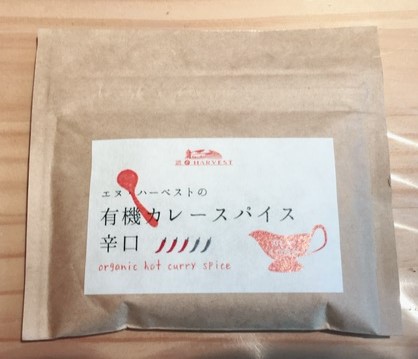 HARVEST
エヌ・ハーベストの
有機カレースパイス
辛口
organic hot curry spice